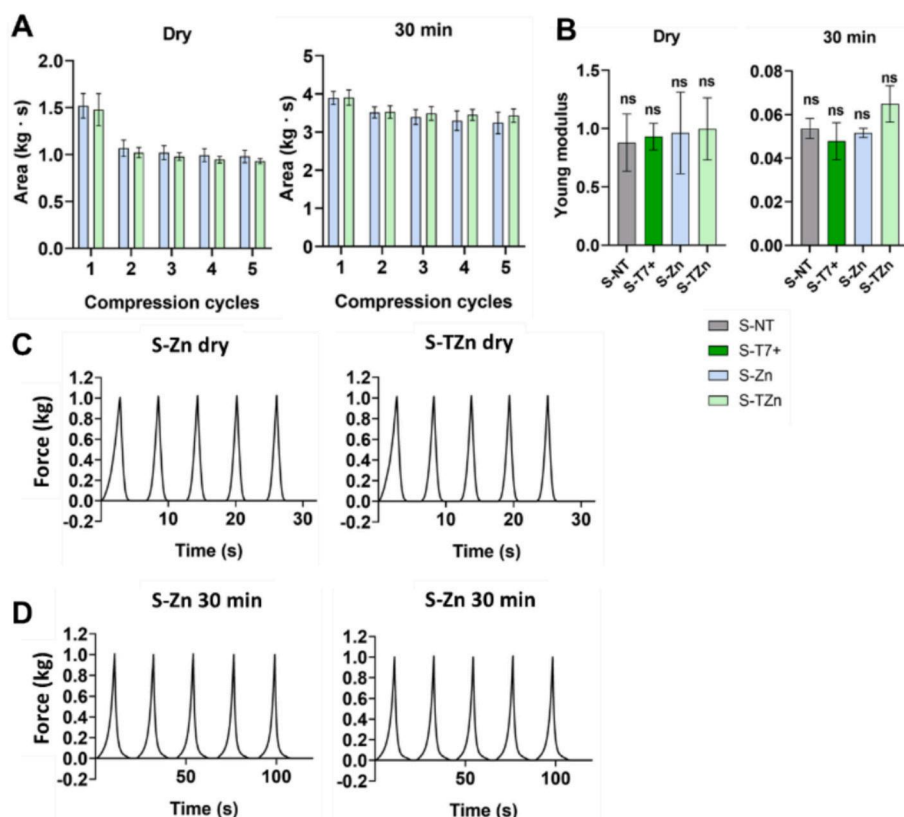 A
Dry
Area (kg · s)
2.0
1.5
1.0
0.5
0.0
1 2 3 4 5
Compression cycles
30 min
Area (kg · s)
5
4
3
2
1
0
1 2 3 4 5
Compression cycles
B
Dry
Young modulus
1.5
1.0
0.5
0.0
ns ns ns ns
S-NT S-T7+ S-Zn S-TZn
30 min
0.08
0.06
0.04
0.02
0.00
ns ns ns ns
S-NT S-T7+ S-Zn S-TZn
S-NT
S-T7+
S-Zn
S-TZn
C
S-Zn dry
Force (kg)
1.2
1.0
0.8
0.6
0.4
0.2
0.0
-0.2
10 20 30
Time (s)
S-TZn dry
1.2
1.0
0.8
0.6
0.4
0.2
0.0
-0.2
10 20 30
Time (s)
D
S-Zn 30 min
Force (kg)
1.2
1.0
0.8
0.6
0.4
0.2
0.0
-0.2
50 100
Time (s)
S-Zn 30 min
1.2
1.0
0.8
0.6
0.4
0.2
0.0
-0.2
50 100
Time (s)